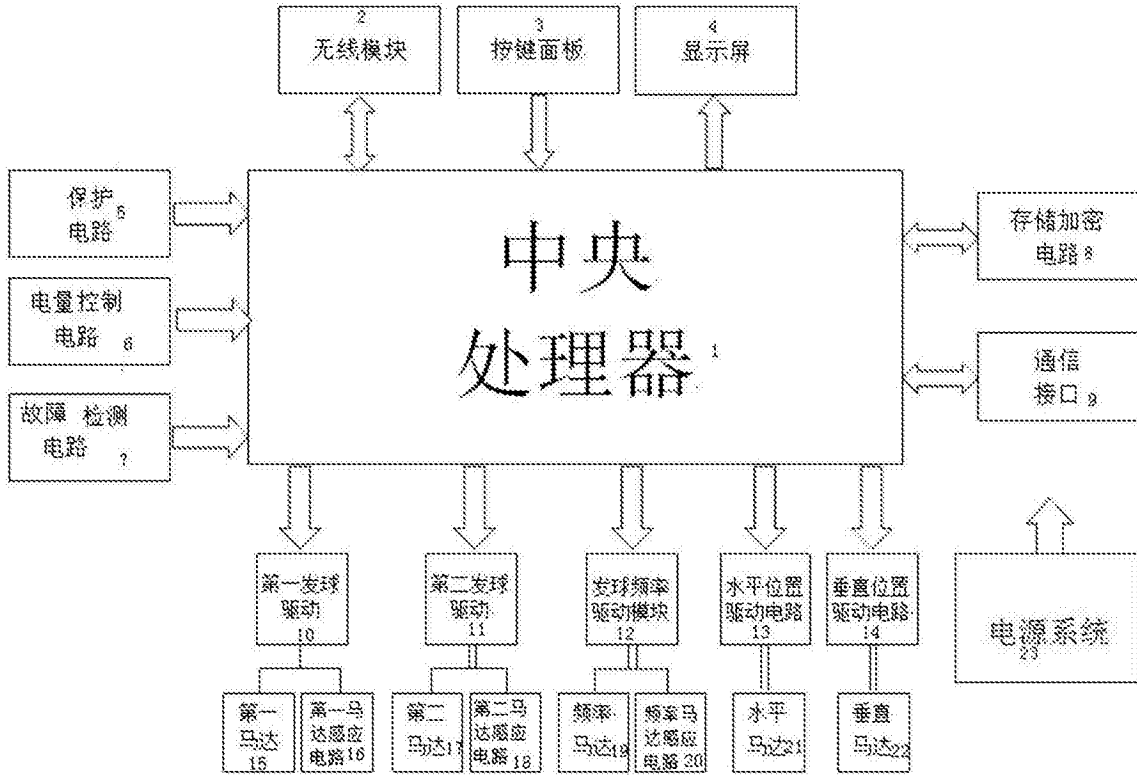 2
无线模块
3
按键面板
4
显示屏
保护
电路 5
电量控制
电路 6
故障 检测
电路 7
中央
处理器 1
存储加密
电路 8
通信
接口 9
第一发球
驱动
10
第二发球
驱动
11
发球频率
驱动模块
12
水平位置
驱动电路
13
垂直位置
驱动电路
14
电源系统
23
第一
马达
15
第一马
达感应
电路16
第二
马达17
第二马
达感应
电路18
频率
马达19
频率马
达感应
电路20
水平
马达21
垂直
马达22